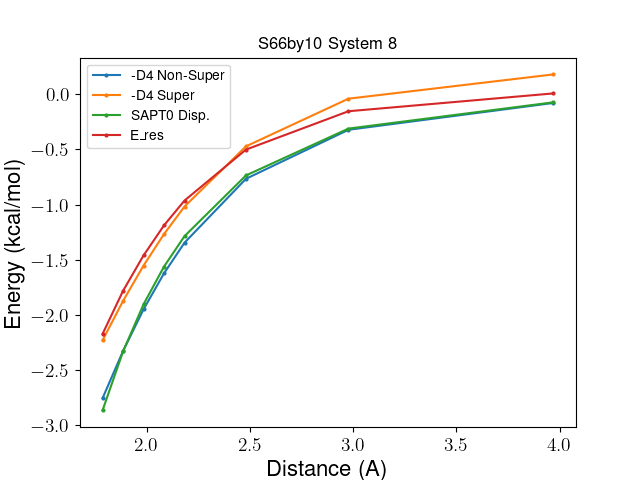 S66by10 System 8
-D4 Non-Super
-D4 Super
SAPT0 Disp.
E_res
Energy (kcal/mol)
0.0
−0.5
−1.0
−1.5
−2.0
−2.5
−3.0
2.0 2.5 3.0 3.5 4.0
Distance (A)